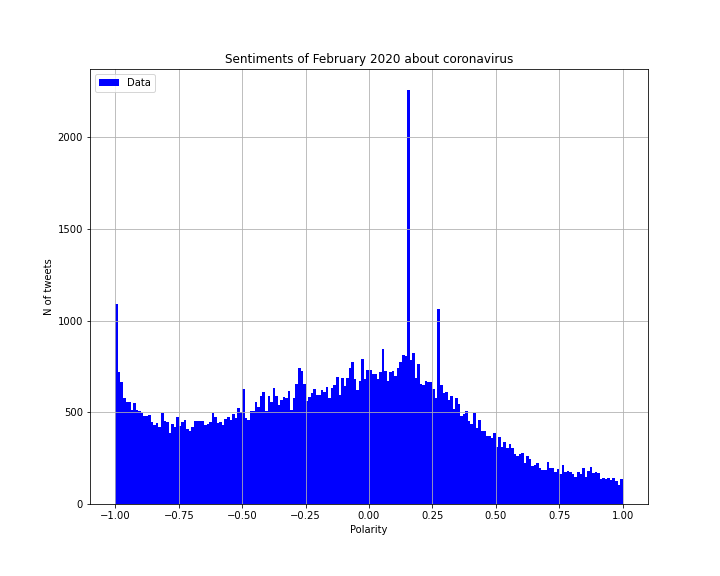 Sentiments of February 2020 about coronavirus
Data
2000
1500
1000
500
0
N of tweets
−1.00 −0.75 −0.50 −0.25 0.00 0.25 0.50 0.75 1.00
Polarity